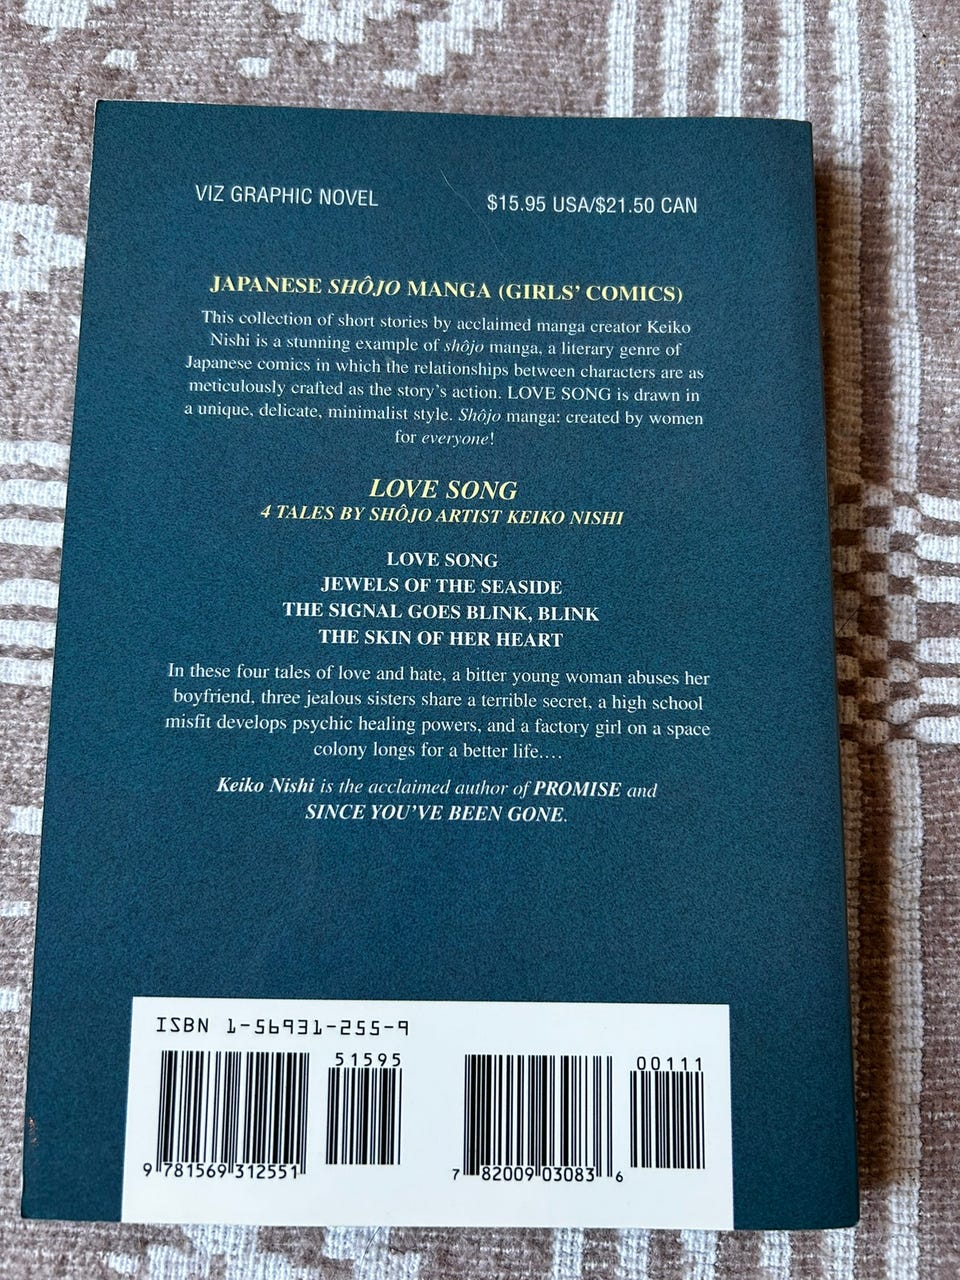 VIZ GRAPHIC NOVEL
$15.95 USA/$21.50 CAN
JAPANESE SHÔJO MANGA (GIRLS' COMICS)
This collection of short stories by acclaimed manga creator Keiko
Nishi is a stunning example of shôjo manga, a literary genre of
Japanese comics in which the relationships between characters are as
meticulously crafted as the story's action. LOVE SONG is drawn in
a unique, delicate, minimalist style. Shôjo manga: created by women
for everyone!
LOVE SONG
4 TALES BY SHÔJO ARTIST KEIKO NISHI
LOVE SONG
JEWELS OF THE SEASIDE
THE SIGNAL GOES BLINK, BLINK
THE SKIN OF HER HEART
In these four tales of love and hate, a bitter young woman abuses her
boyfriend, three jealous sisters share a terrible secret, a high school
misfit develops psychic healing powers, and a factory girl on a space
colony longs for a better life....
Keiko Nishi is the acclaimed author of PROMISE and
SINCE YOU'VE BEEN GONE.
ISBN 1-56931-255-9
51595
00111
9 781569 312551
7 82009 03083 6